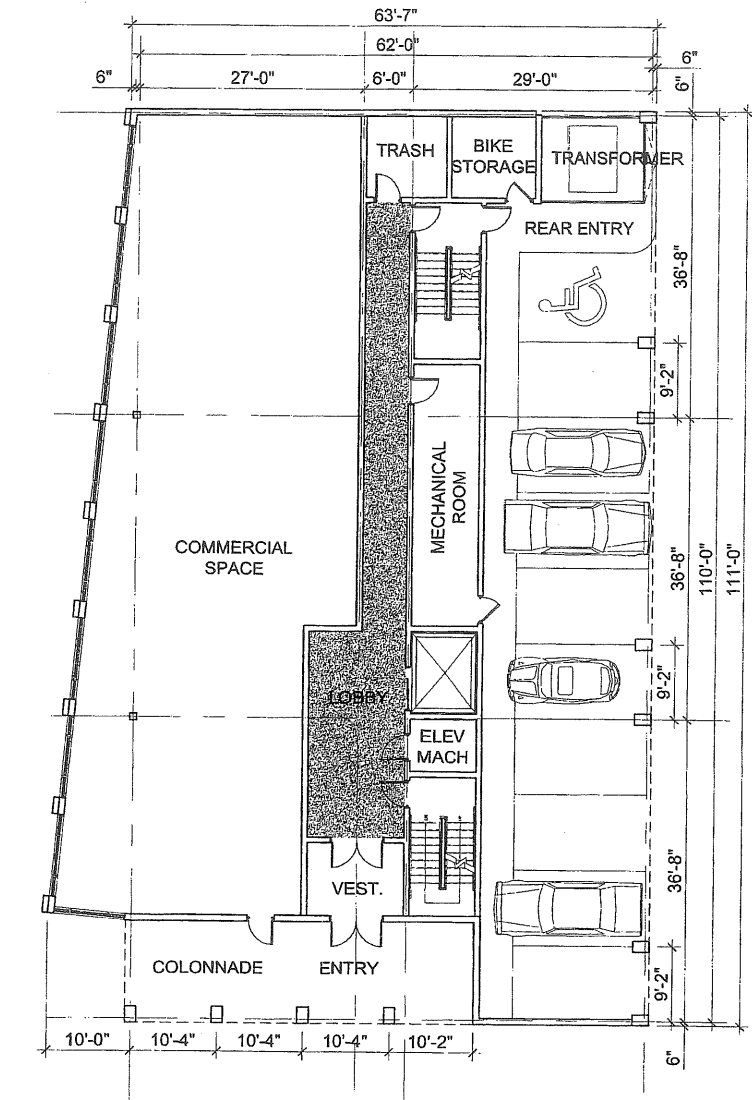 63'-7"
62'-0"
6"
6"
27'-0"
6'-0"
29'-0"
6"
TRASH
BIKE
STORAGE
TRANSFORMER
REAR ENTRY
36'-8"
9'-2"
MECHANICAL
ROOM
COMMERCIAL
SPACE
36'-8"
110'-0"
111'-0"
9'-2"
LOBBY
ELEV
MACH
VEST.
36'-8"
COLONNADE
ENTRY
9'-2"
10'-0"
10'-4"
10'-4"
10'-4"
10'-2"
6"